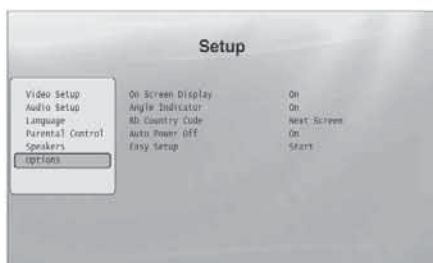 Setup
Video Setup
Audio Setup
Language
Parental Control
Speakers
Options
On Screen Display On
Angle Indicator On
BD Country Code Next Screen
Auto Power Off On
Easy Setup Start